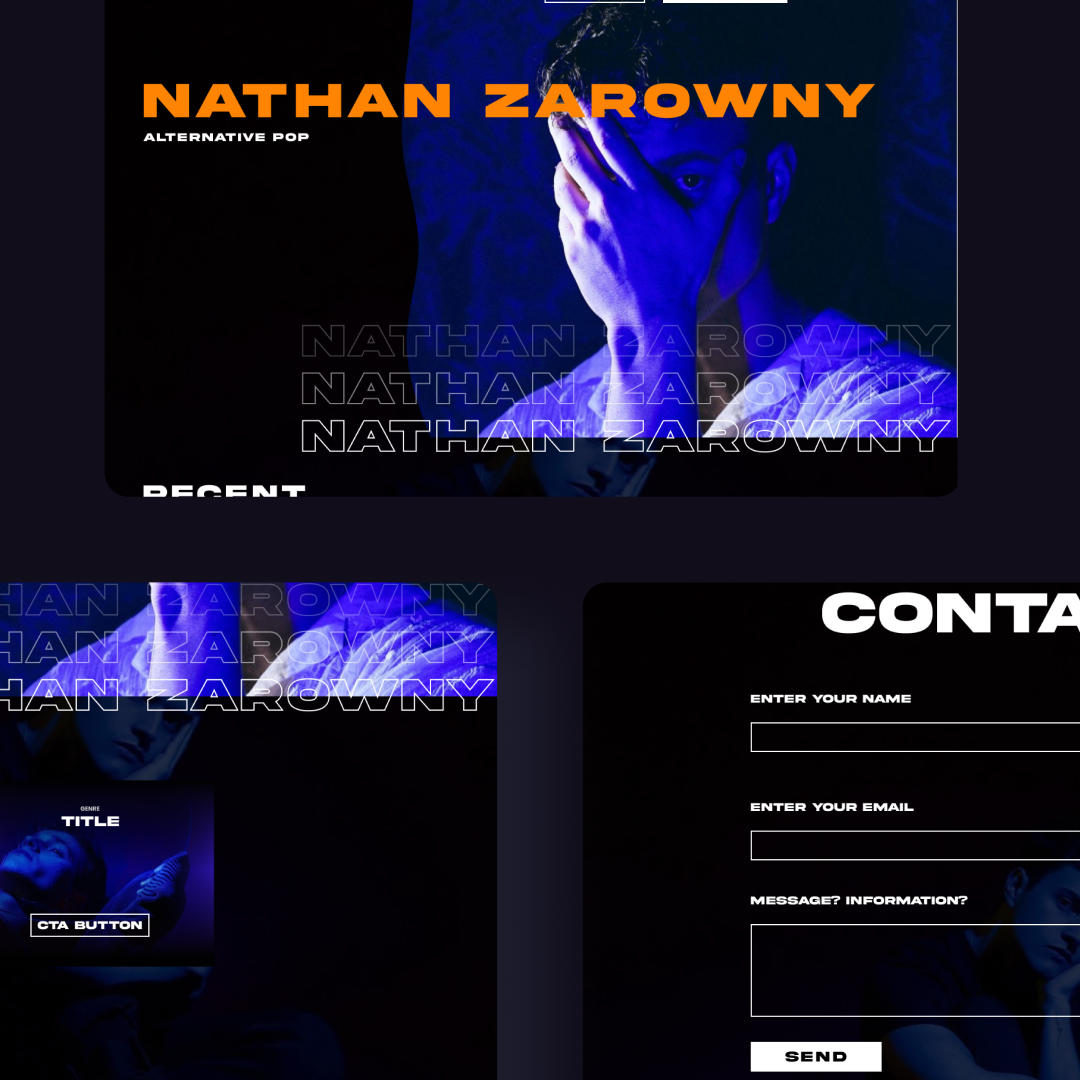 NATHAN ZAROWNY
ALTERNATIVE POP
NATHAN ZAROWNY
NATHAN ZAROWNY
NATHAN ZAROWNY
RECENT
HAN ZAROWNY
HAN ZAROWNY
HAN ZAROWNY
GENRE
TITLE
CTA BUTTON
CONTA
ENTER YOUR NAME
ENTER YOUR EMAIL
MESSAGE? INFORMATION?
SEND